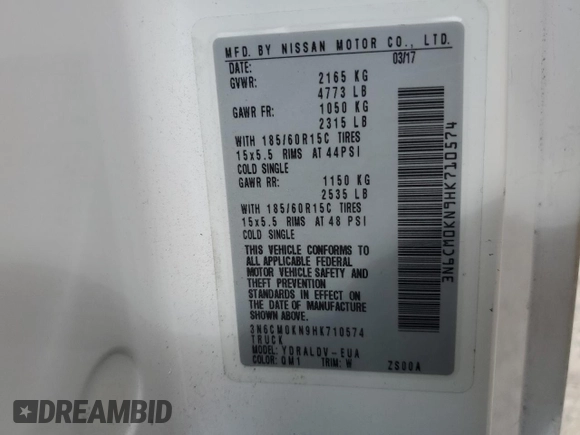 MFD. BY NISSAN MOTOR CO., LTD.
DATE: 03/17
GVWR: 2165 KG
4773 LB
GAWR FR: 1050 KG
2315 LB
WITH 185/60R15C TIRES
15x5.5 RIMS AT 44PSI
COLD SINGLE
GAWR RR: 1150 KG
2535 LB
WITH 185/60R15C TIRES
15x5.5 RIMS AT 48 PSI
COLD SINGLE
THIS VEHICLE CONFORMS TO
ALL APPLICABLE FEDERAL
MOTOR VEHICLE SAFETY AND
THEFT PREVENTION
STANDARDS IN EFFECT ON
THE DATE OF MANUFACTURE
SHOWN ABOVE.
3N6CM0KN9HK710574
TRUCK
MODEL: YDRALDV-EUA
COLOR: QM1 TRIM: W ZS00A
3N6CM0KN9HK710574
DREAMBID